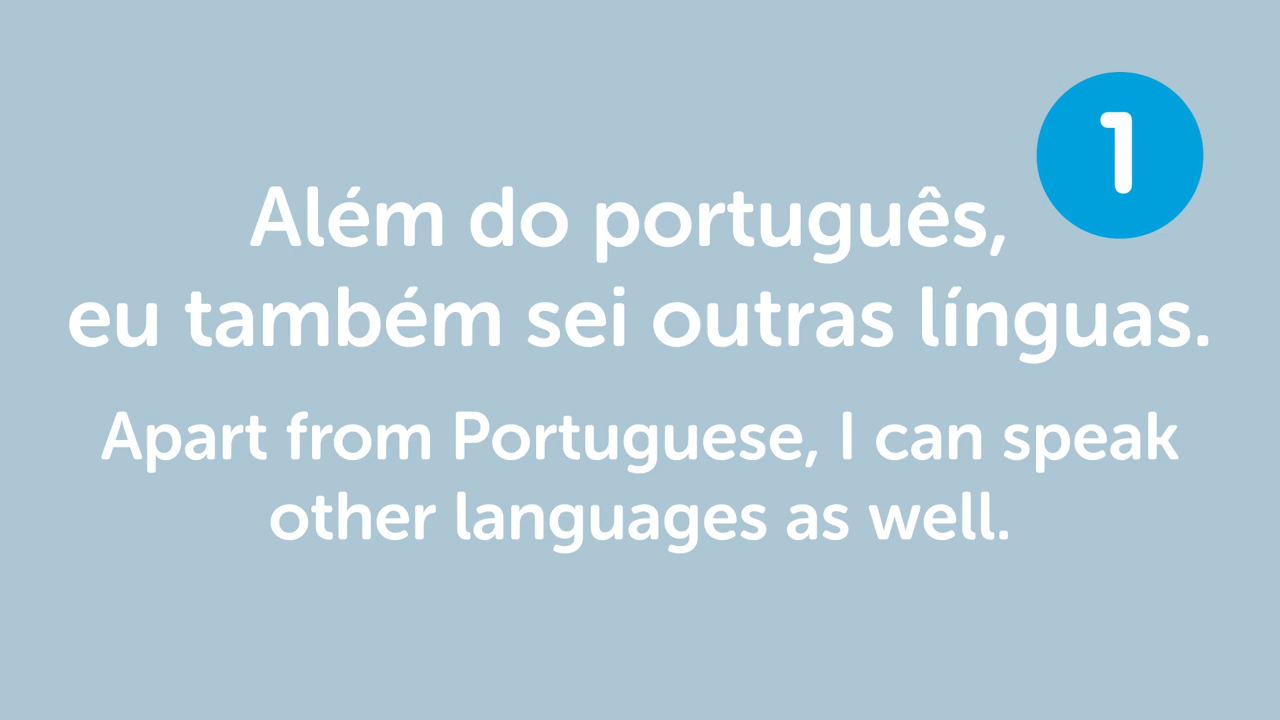 1
Além do português,
eu também sei outras línguas.
Apart from Portuguese, I can speak
other languages as well.